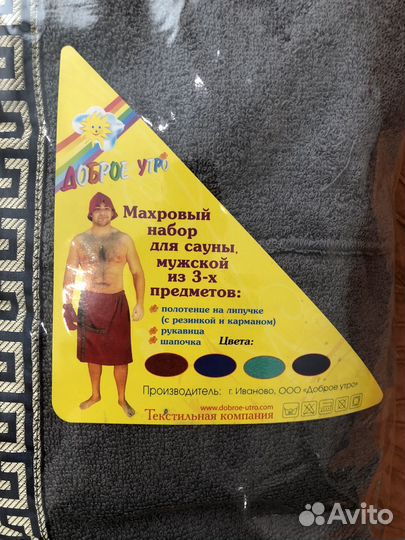 ДОБРОЕ УТРО
Махровый
набор
для сауны,
мужской
из 3-х
предметов:
полотенце на липучке
(с резинкой и карманом)
рукавица
шапочка Цвета:
Производитель: г. Иваново, ООО «Доброе утро»
www.dobroe-utro.com
Текстильная компания
Avito